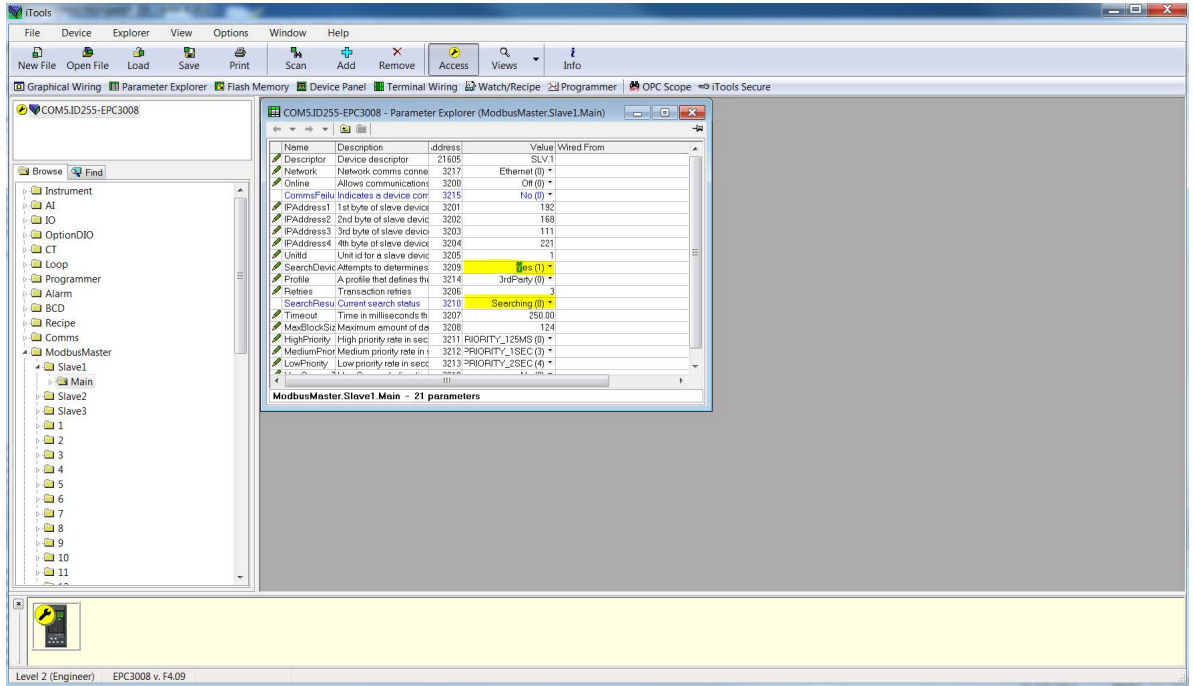 iTools
File Device Explorer View Options Window Help
New File Open File Load Save Print Scan Add Remove Access Views Info
Graphical Wiring Parameter Explorer Flash Memory Device Panel Terminal Wiring Watch/Recipe Programmer OPC Scope iTools Secure
COM5.ID255-EPC3008
Browse Find
Instrument
AI
IO
OptionDIO
CT
Loop
Programmer
Alarm
BCD
Recipe
Comms
ModbusMaster
Slave1
Main
Slave2
Slave3
1
2
3
4
5
6
7
8
9
10
11
COM5.ID255-EPC3008 - Parameter Explorer (ModbusMaster.Slave1.Main)
Name Description ddress Value Wired From
Descriptor Device descriptor 21605 SLV.1
Network Network comms conne 3217 Ethernet (0)
Online Allows communications 3200 Off (0)
CommsFailu Indicates a device com 3215 No (0)
IPAddress1 1st byte of slave device 3201 192
IPAddress2 2nd byte of slave devic 3202 168
IPAddress3 3rd byte of slave devic 3203 111
IPAddress4 4th byte of slave device 3204 221
UnitId Unit id for a slave devic 3205 1
SearchDevic Attempts to determines 3209 Yes (1)
Profile A profile that defines the 3214 3rdParty (0)
Retries Transaction retries 3206 3
SearchResu Current search status 3210 Searching (0)
Timeout Time in milliseconds th 3207 250.00
MaxBlockSiz Maximum amount of da 3208 124
HighPriority High priority rate in sec 3211 RIORITY_125MS (0)
MediumPrior Medium priority rate in s 3212 PRIORITY_1SEC (3)
LowPriority Low priority rate in seco 3213 PRIORITY_2SEC (4)
ModbusMaster.Slave1.Main - 21 parameters
Level 2 (Engineer) EPC3008 v. F4.09